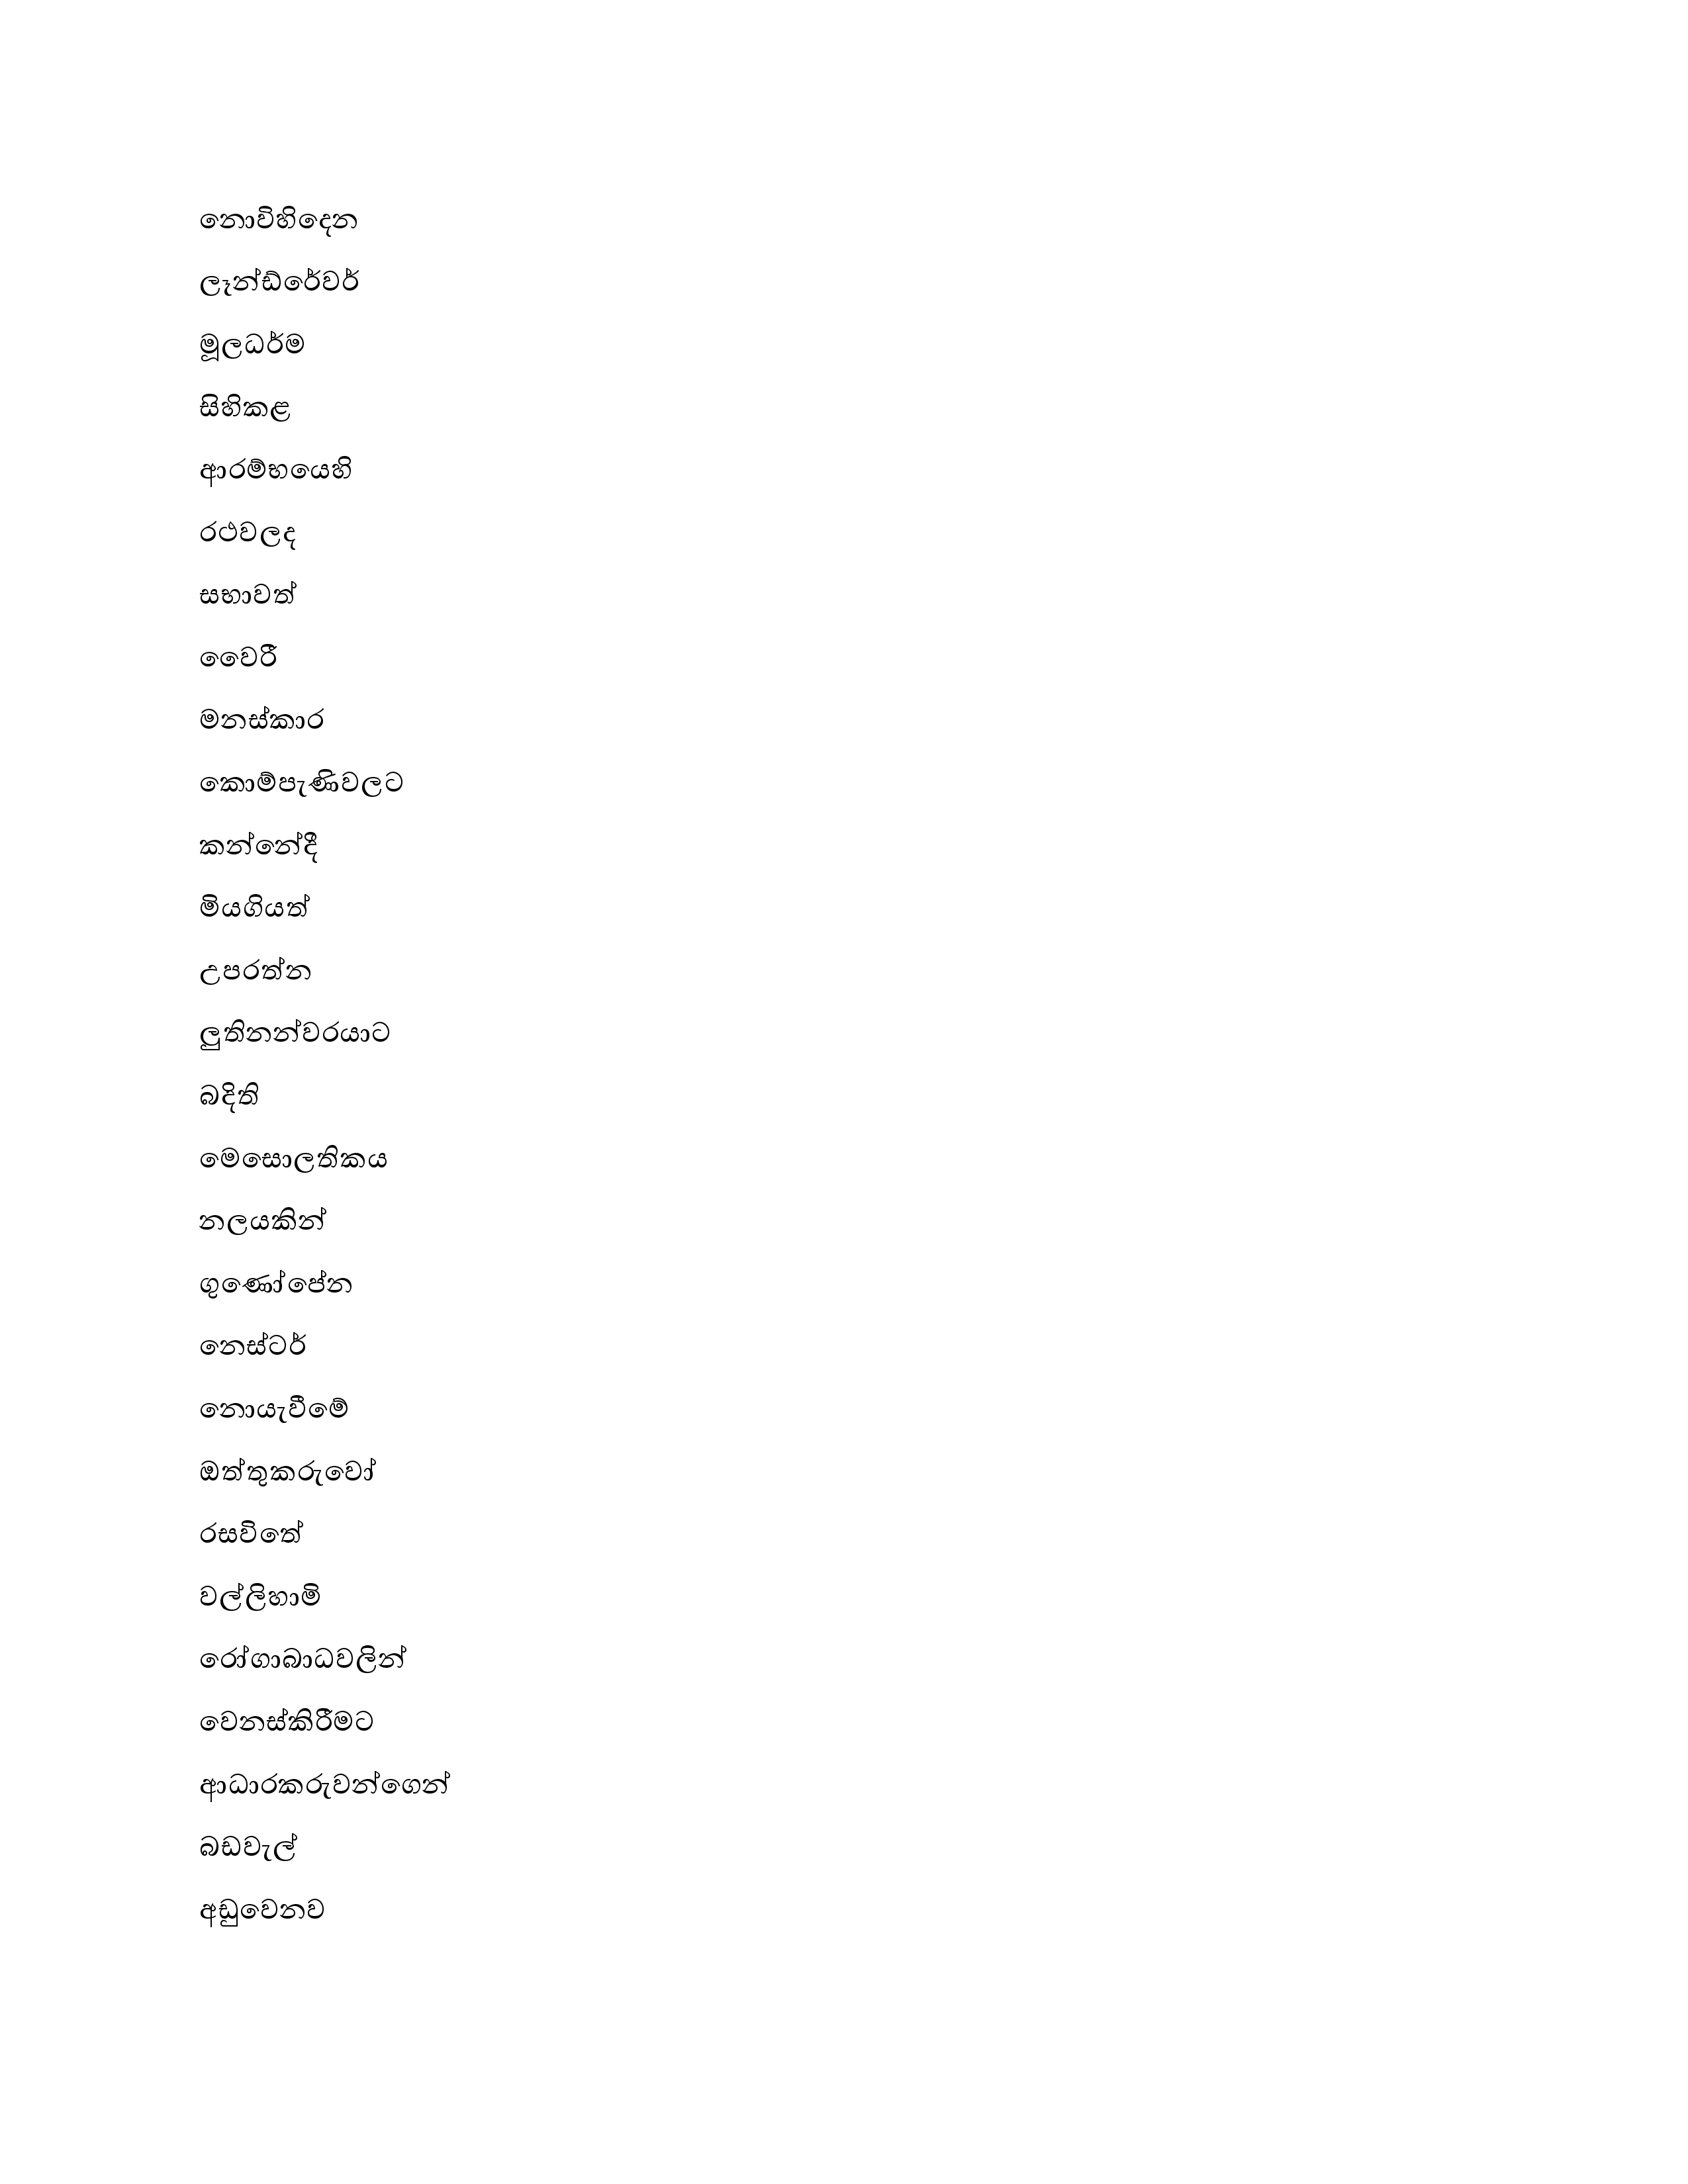 නොවිහිදෙන
ලෑන්ඩ්රේවර්
මූලධර්ම
සිහිකළ
ආරම්භයෙහි
රථවලද
සභාවත්
වෛරී
මනස්කාර
කොම්පැණිවලට
කන්නේදී
මියගියත්
උපරත්න
ලුතිනන්වරයාට
බදිති
මෙසොලතිකය
නලයකින්
ගුණෝපේන
නෙස්ටර්
නොයැවීමේ
ඔත්තුකරුවෝ
රසවිතේ
වල්ලිහාමි
රෝගාබාධවලින්
වෙනස්කිරීමට
ආධාරකරුවන්ගෙන්
බඩවැල්
අඩුවෙනව